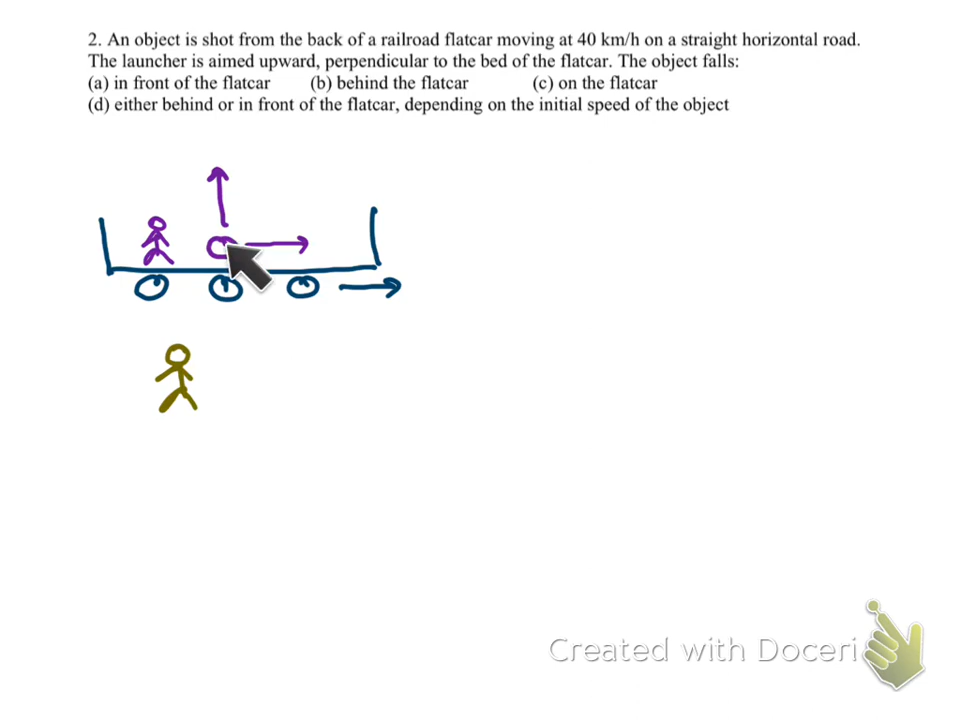 2. An object is shot from the back of a railroad flatcar moving at 40 km/h on a straight horizontal road.
The launcher is aimed upward, perpendicular to the bed of the flatcar. The object falls:
(a) in front of the flatcar (b) behind the flatcar (c) on the flatcar
(d) either behind or in front of the flatcar, depending on the initial speed of the object
Created with Doceri